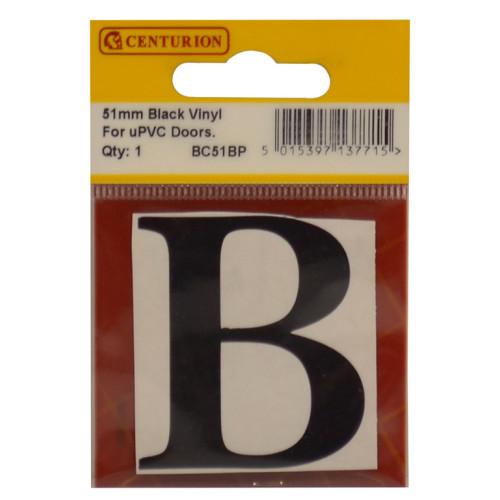 CENTURION
51mm Black Vinyl
For uPVC Doors.
Qty: 1 BC51BP
5 015397 137715 >
B